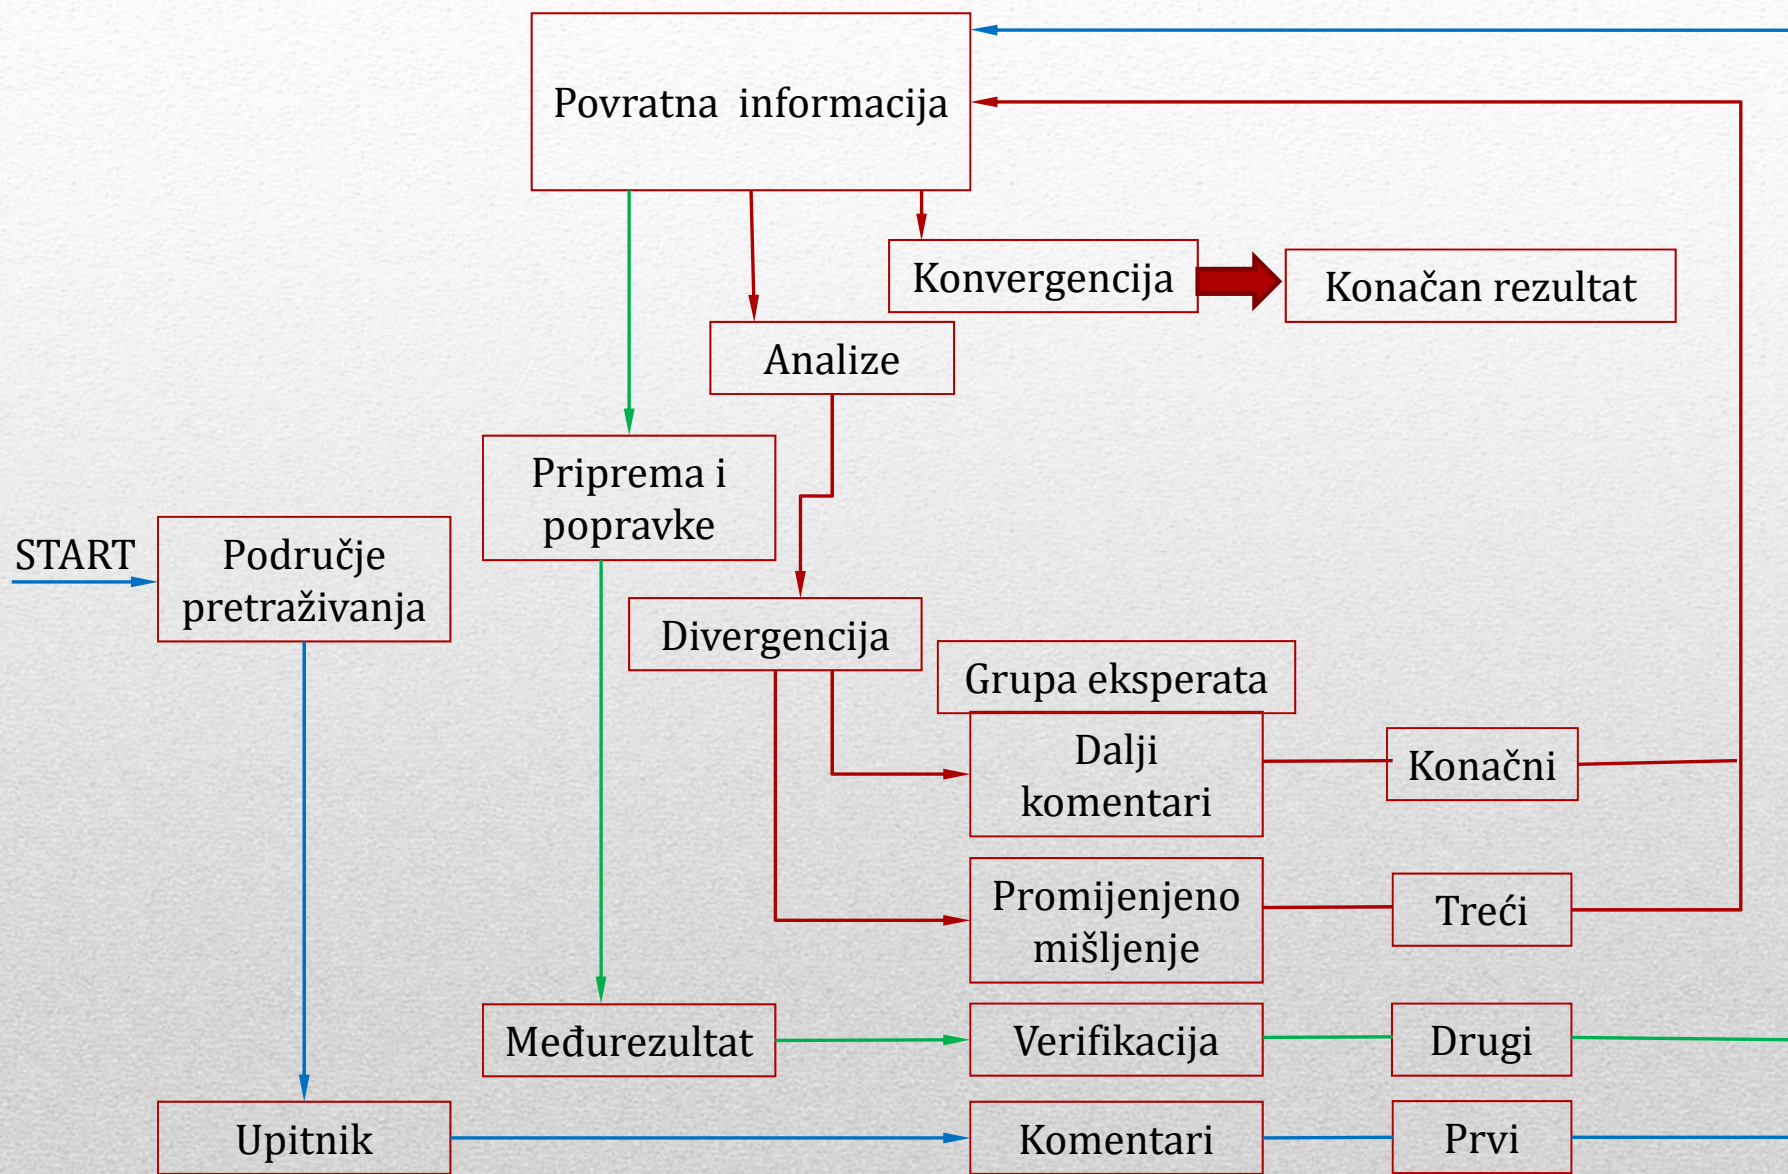 Povratna informacija
Konvergencija
Konačan rezultat
Analize
Priprema i
popravke
START
Područje
pretraživanja
Divergencija
Grupa eksperata
Dalji
komentari
Konačni
Promijenjeno
mišljenje
Treći
Međurezultat
Verifikacija
Drugi
Upitnik
Komentari
Prvi